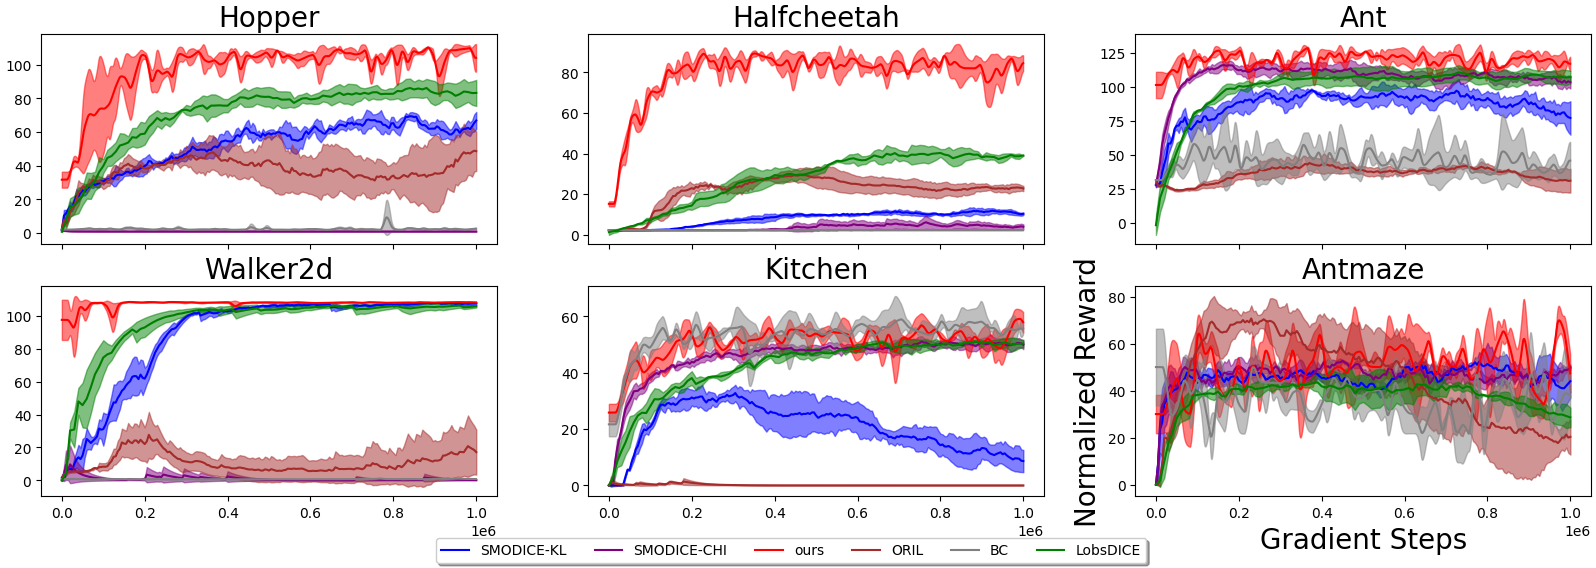 Hopper
Halfcheetah
Ant
100
80
60
40
20
0
80
60
40
20
0
125
100
75
50
25
0
Walker2d
Kitchen
Antmaze
100
80
60
40
20
0
60
40
20
0
Normalized Reward
80
60
40
20
0
0.0 0.2 0.4 0.6 0.8 1.0
1e6
0.0 0.2 0.4 0.6 0.8 1.0
1e6
0.0 0.2 0.4 0.6 0.8 1.0
1e6
Gradient Steps
SMODICE-KL SMODICE-CHI ours ORIL BC LobsDICE